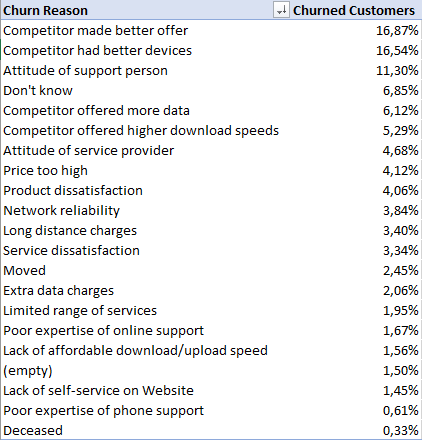 Churn Reason Churned Customers
Competitor made better offer 16,87%
Competitor had better devices 16,54%
Attitude of support person 11,30%
Don't know 6,85%
Competitor offered more data 6,12%
Competitor offered higher download speeds 5,29%
Attitude of service provider 4,68%
Price too high 4,12%
Product dissatisfaction 4,06%
Network reliability 3,84%
Long distance charges 3,40%
Service dissatisfaction 3,34%
Moved 2,45%
Extra data charges 2,06%
Limited range of services 1,95%
Poor expertise of online support 1,67%
Lack of affordable download/upload speed 1,56%
(empty) 1,50%
Lack of self-service on Website 1,45%
Poor expertise of phone support 0,61%
Deceased 0,33%